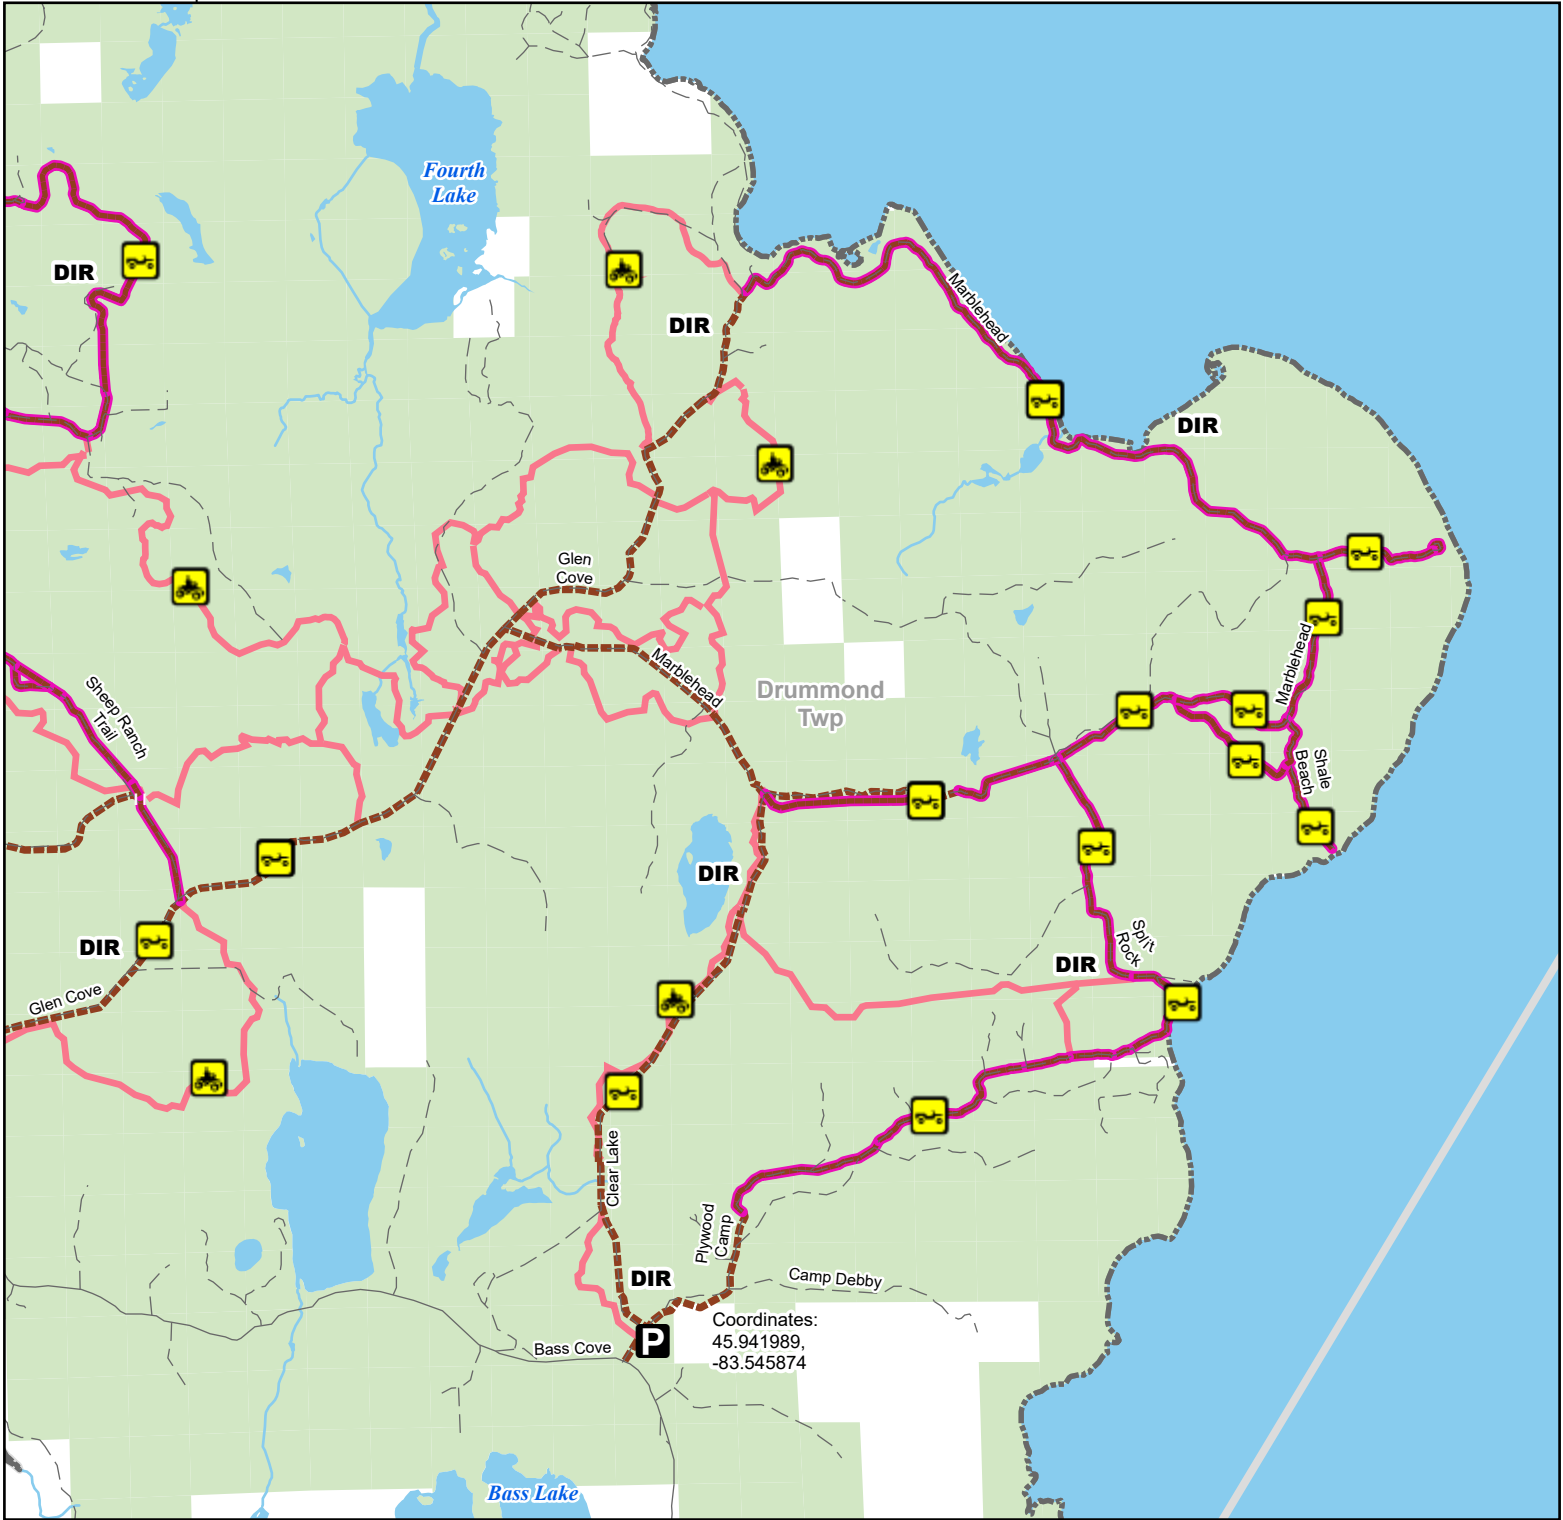 Fourth
Lake
DIR
DIR
Marblehead
DIR
Glen
Cove
Marblehead
Marblehead
Sheep Ranch
Trail
Drummond
Twp
Shale
Beach
DIR
Split
Rock
DIR
DIR
Glen Cove
Clear Lake
Plywood
Camp
DIR
Camp Debby
Coordinates:
45.941989,
-83.545874
P
Bass Cove
Bass Lake